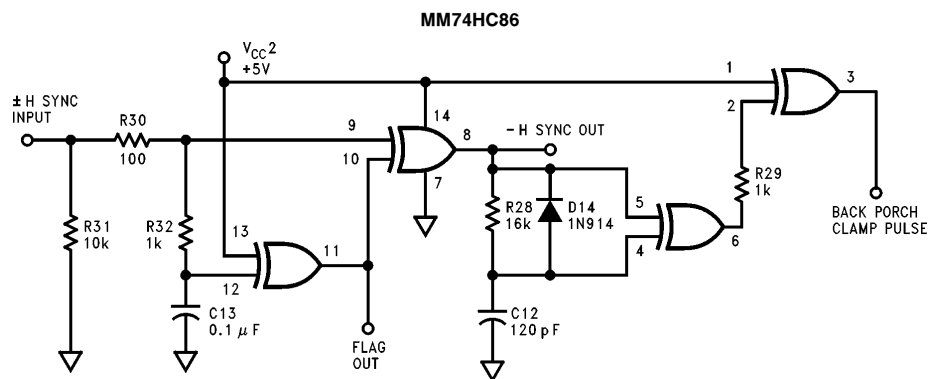 MM74HC86
VCC2
+5V
± H SYNC
INPUT
R30
100
R31
10k
R32
1k
C13
0.1 μF
13
12
11
FLAG
OUT
9
10
14
7
8
−H SYNC OUT
R28
16k
D14
1N914
C12
120 pF
5
4
6
R29
1k
1
2
3
BACK PORCH
CLAMP PULSE